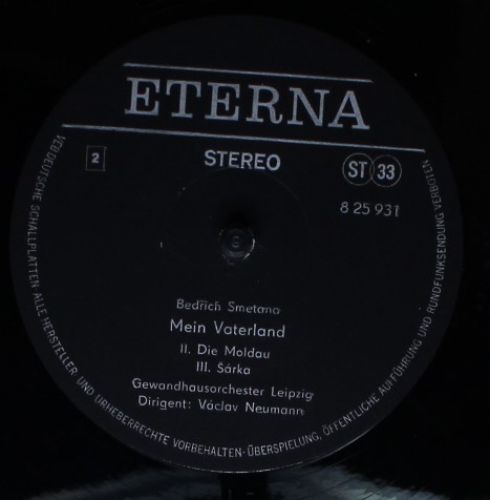 ETERNA
2
STEREO
ST 33
8 25 931
Bedřich Smetana
Mein Vaterland
II. Die Moldau
III. Sárka
Gewandhausorchester Leipzig
Dirigent: Václav Neumann
VEB DEUTSCHE SCHALLPLATTEN ALLE HERSTELLER- UND URHEBERRECHTE VORBEHALTEN-ÜBERSPIELUNG, ÖFFENTLICHE AUFFÜHRUNG UND RUNDFUNKSENDUNG VERBOTEN